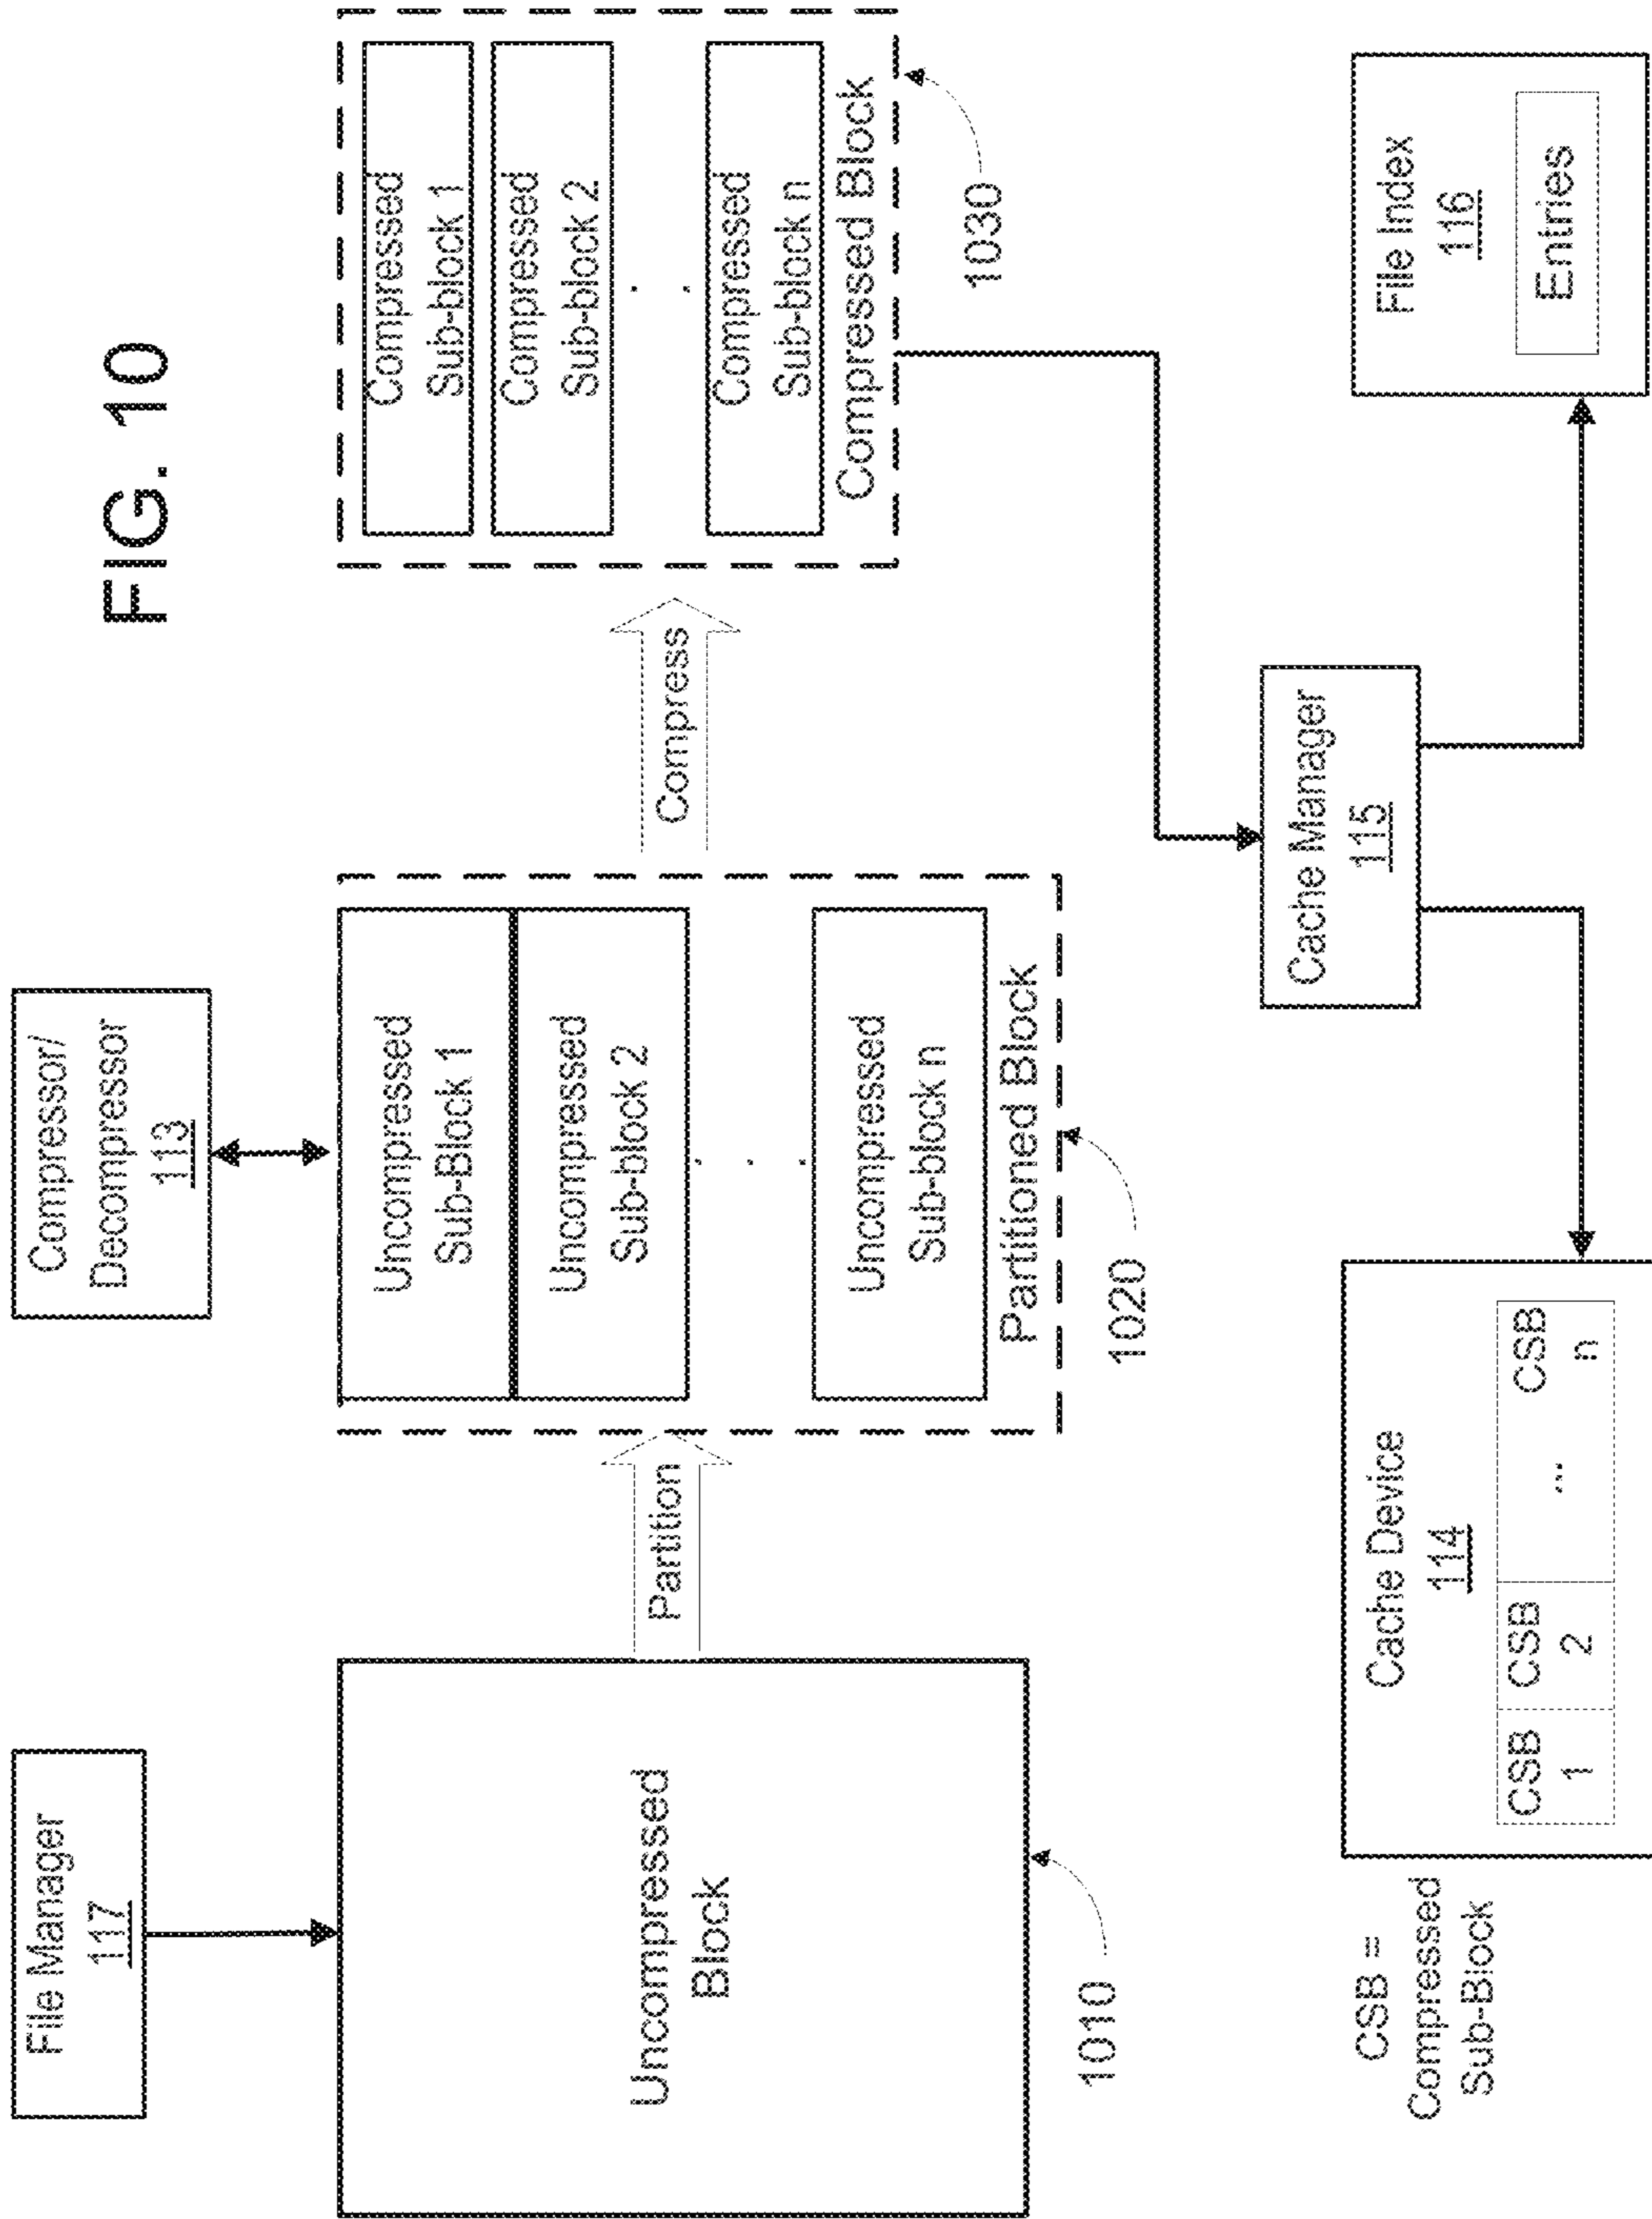 FIG. 10
File Manager
117
Uncompressed
Block
1010
Partition
Compressor/
Decompressor
113
Uncompressed
Sub-Block 1
Uncompressed
Sub-block 2
. . .
Uncompressed
Sub-block n
Partitioned Block
1020
Compress
Compressed
Sub-block 1
Compressed
Sub-block 2
. .
Compressed
Sub-block n
Compressed Block
1030
Cache Manager
115
CSB =
Compressed
Sub-Block
Cache Device
114
CSB
1
CSB
2
...
CSB
n
File Index
116
Entries